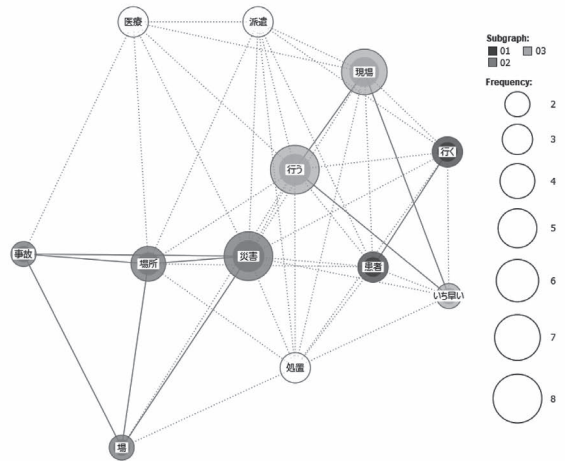 医療
派遣
現場
行く
行う
事故
場所
災害
患者
いち早い
処置
場
Subgraph:
01 03
02
Frequency:
2
3
4
5
6
7
8